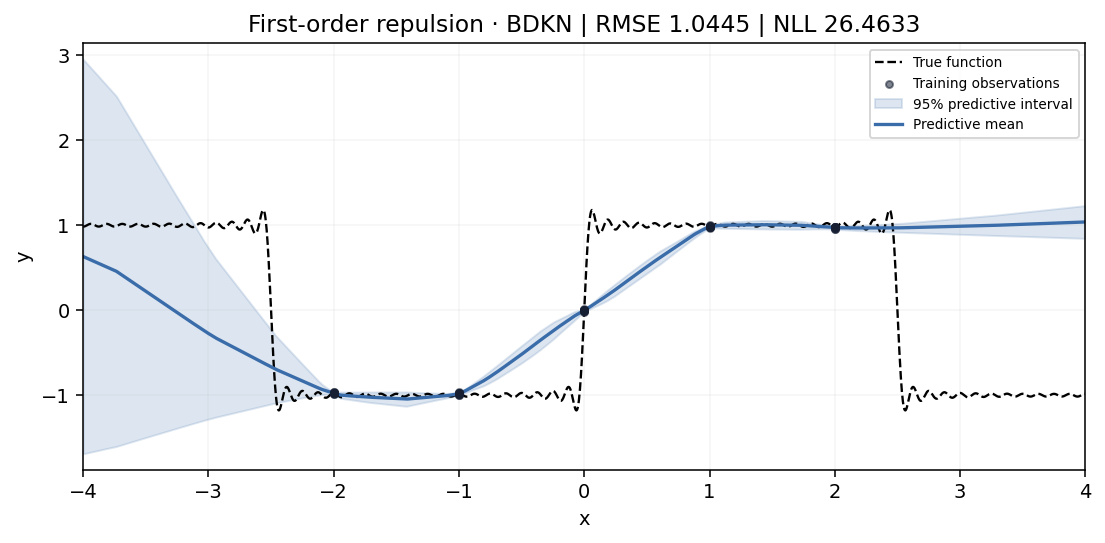 First-order repulsion · BDKN | RMSE 1.0445 | NLL 26.4633
True function
Training observations
95% predictive interval
Predictive mean
y
3
2
1
0
−1
−4
−3
−2
−1
0
1
2
3
4
x